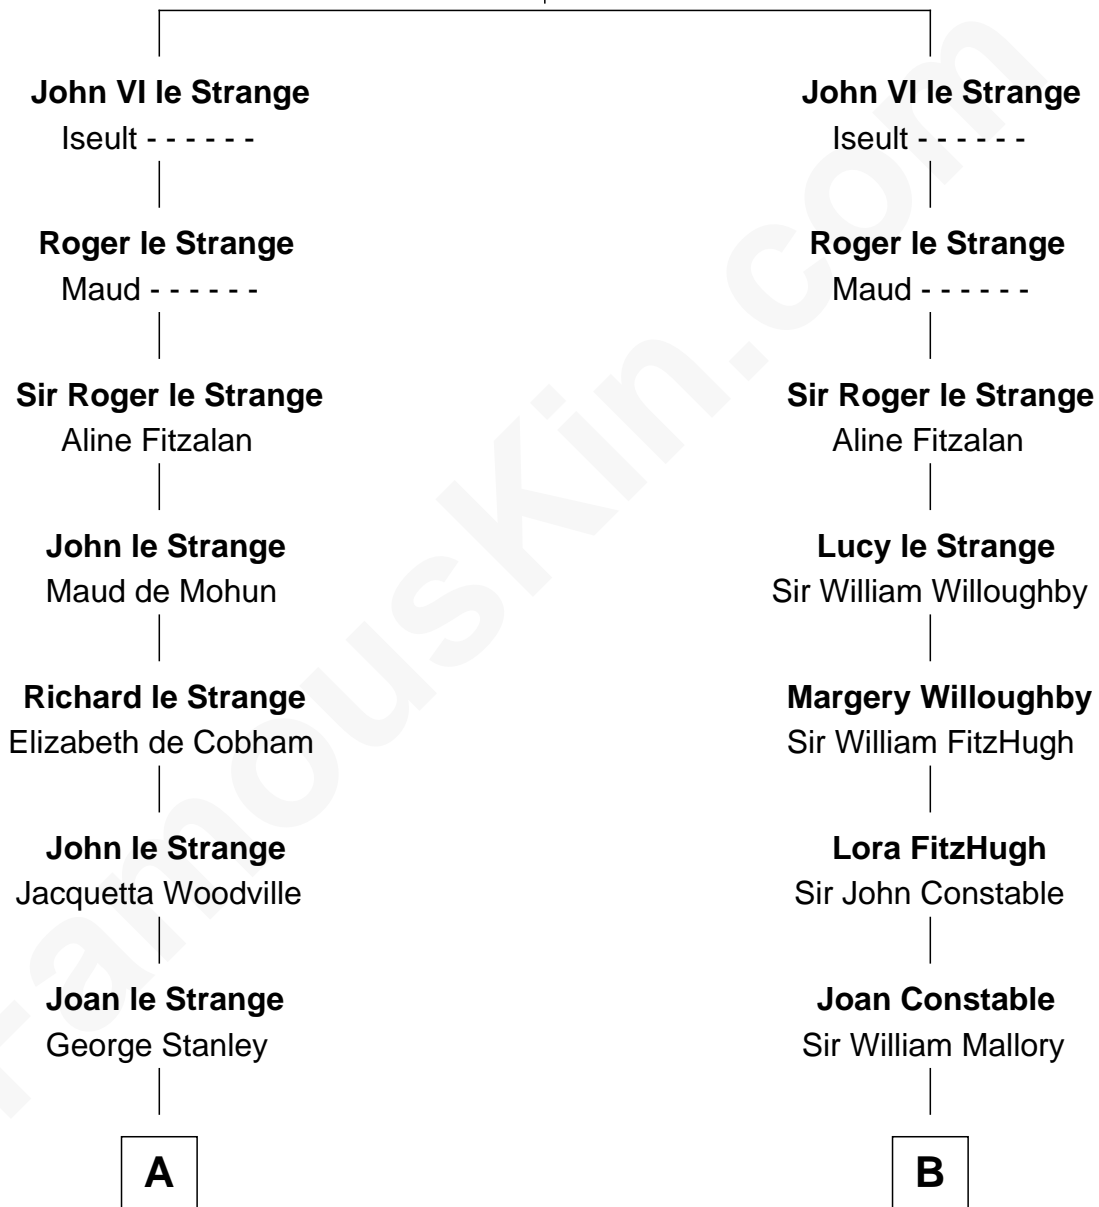 John VI le Strange
Iseult - - - - - -
Roger le Strange
Maud - - - - - -
Sir Roger le Strange
Aline Fitzalan
John le Strange
Maud de Mohun
Richard le Strange
Elizabeth de Cobham
John le Strange
Jacquetta Woodville
Joan le Strange
George Stanley
A
John VI le Strange
Iseult - - - - - -
Roger le Strange
Maud - - - - - -
Sir Roger le Strange
Aline Fitzalan
Lucy le Strange
Sir William Willoughby
Margery Willoughby
Sir William FitzHugh
Lora FitzHugh
Sir John Constable
Joan Constable
Sir William Mallory
B
FamousKin.com